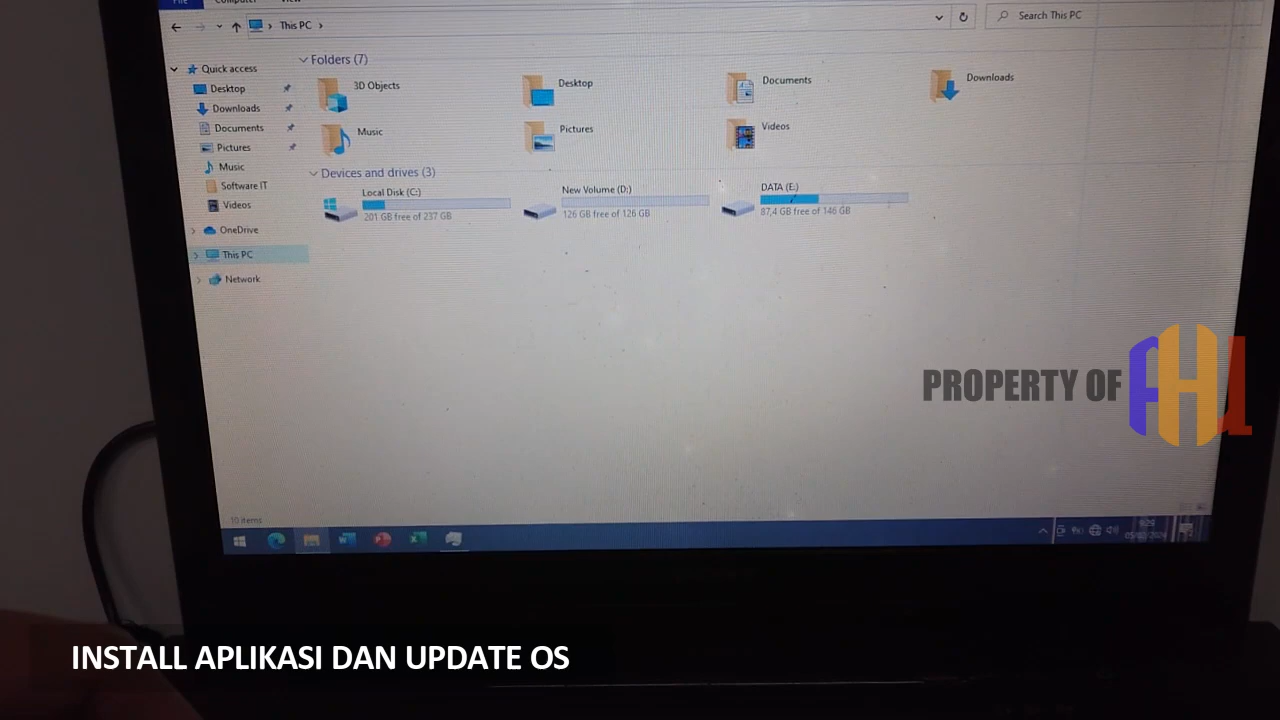 File Computer View
This PC
Search This PC
Quick access
Desktop
Downloads
Documents
Pictures
Music
Software IT
Videos
OneDrive
This PC
Network
Folders (7)
3D Objects
Desktop
Documents
Downloads
Music
Pictures
Videos
Devices and drives (3)
Local Disk (C:)
201 GB free of 237 GB
New Volume (D:)
126 GB free of 126 GB
DATA (E:)
87,4 GB free of 146 GB
PROPERTY OF AHU
10 items
INSTALL APLIKASI DAN UPDATE OS